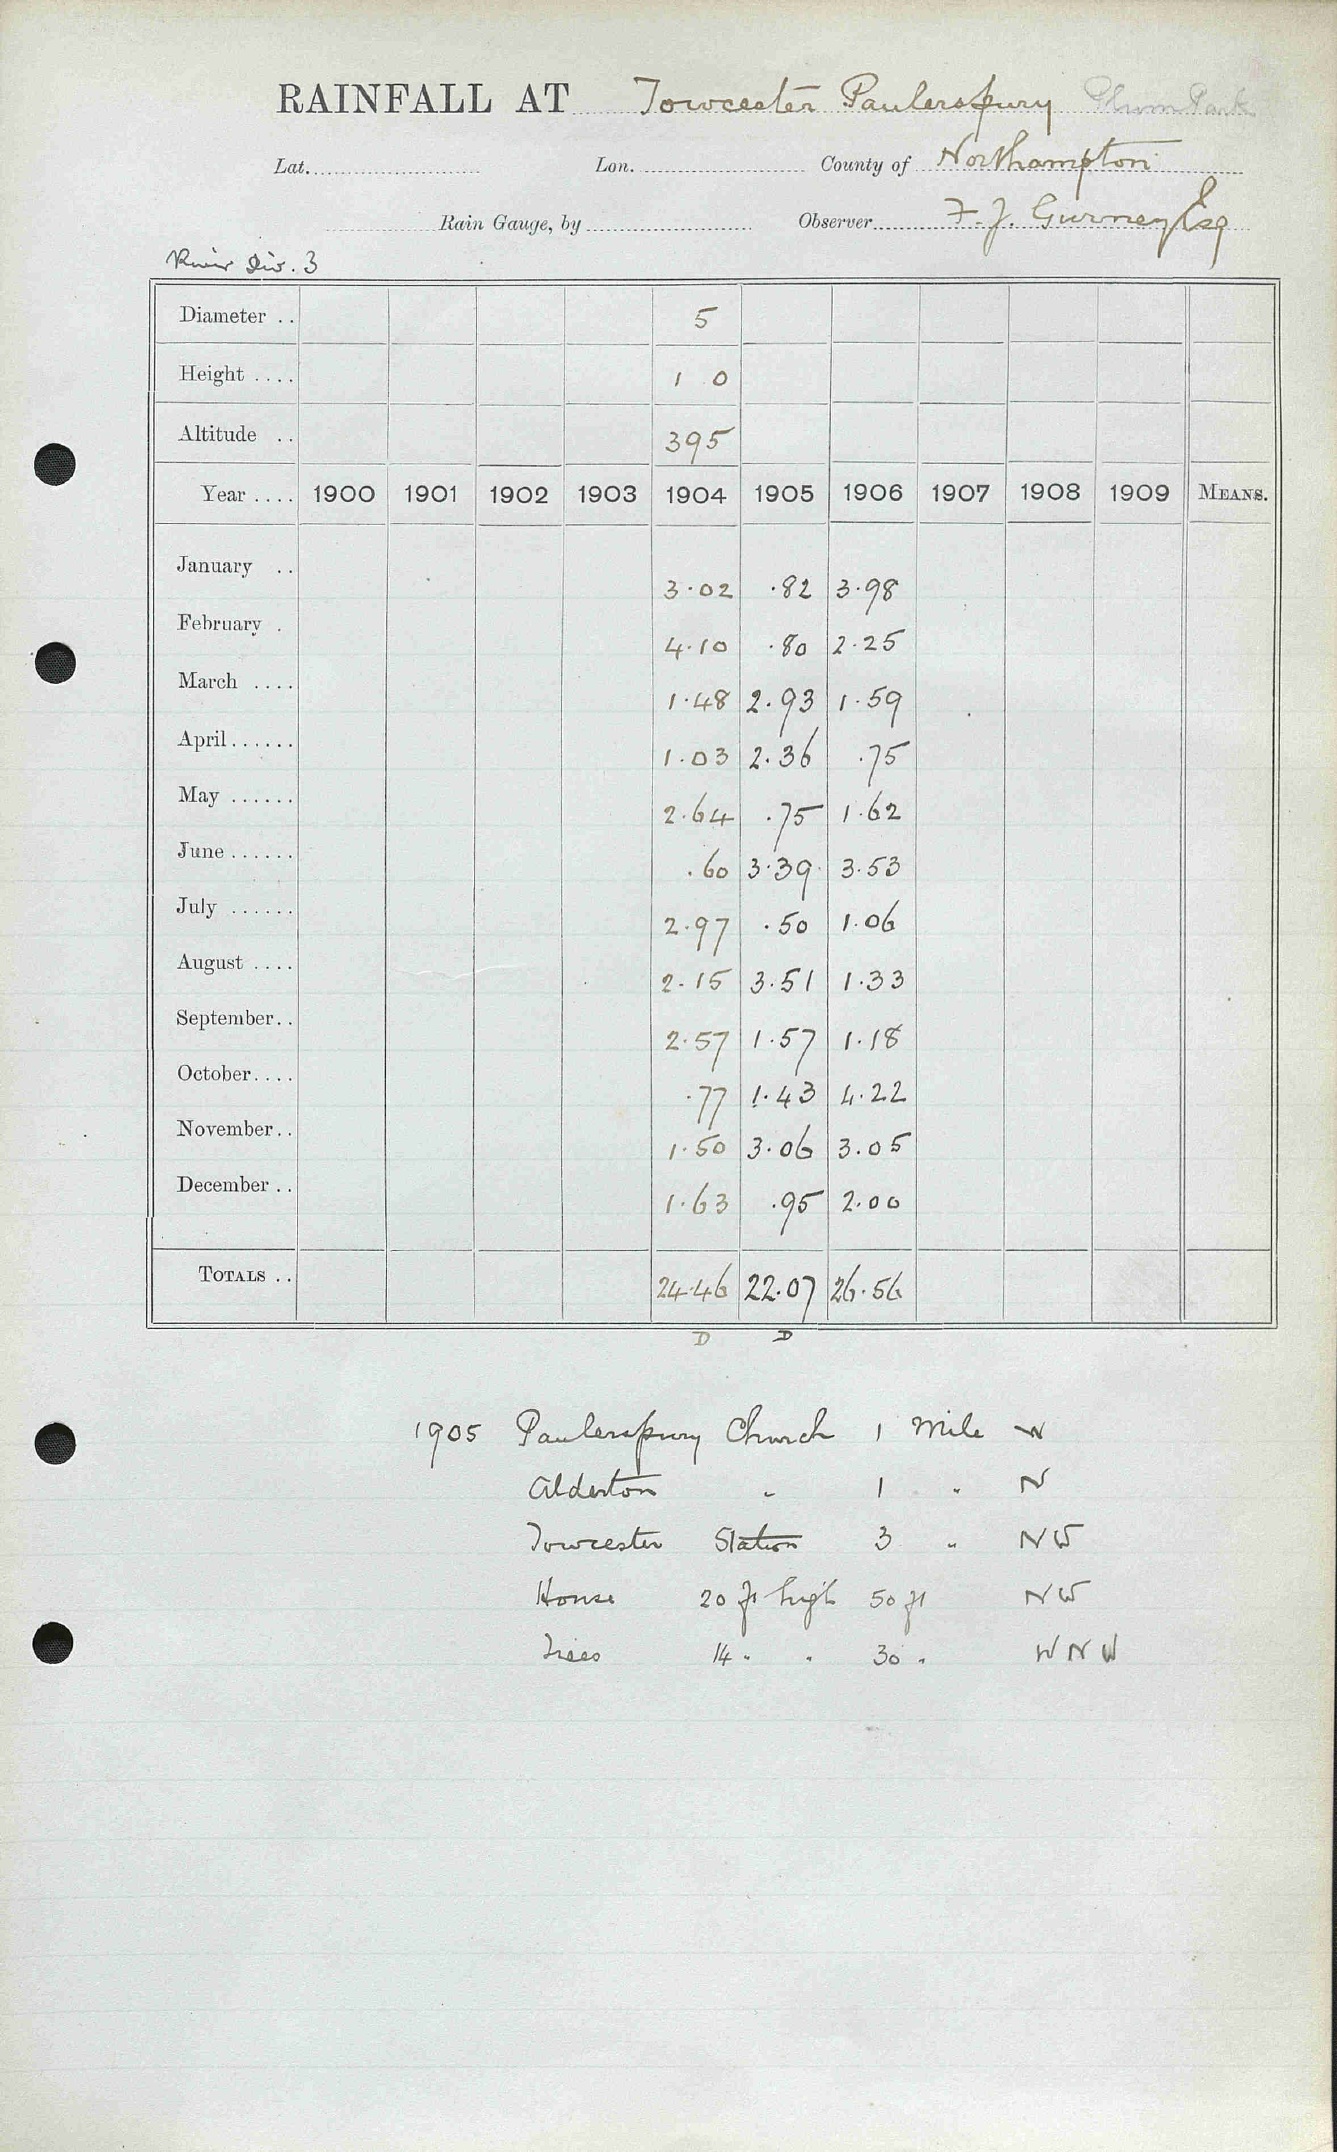 RAINFALL AT Towcester Paulerspury Plum Park
Lat. Lon. County of Northampton
Rain Gauge, by Observer F. J. Gurney Esq
River Div. 3
Diameter .. 5
Height .... 1 0
Altitude .. 395
Year .... 1900 1901 1902 1903 1904 1905 1906 1907 1908 1909 MEANS.
January .. 3.02 .82 3.98
February . 4.10 .80 2.25
March .... 1.48 2.93 1.59
April ...... 1.03 2.36 .75
May ...... 2.64 .75 1.62
June ...... .60 3.39 3.53
July ...... 2.97 .50 1.06
August .... 2.15 3.51 1.33
September.. 2.57 1.57 1.18
October.... .77 1.43 4.22
November.. 1.50 3.06 3.05
December .. 1.63 .95 2.00
TOTALS .. 24.46 22.07 26.56
D D
1905 Paulerspury Church 1 Mile W
Alderton " 1 " N
Towcester Station 3 " NW
House 20 ft high 50 ft NW
Trees 14 " " 30 " WNW